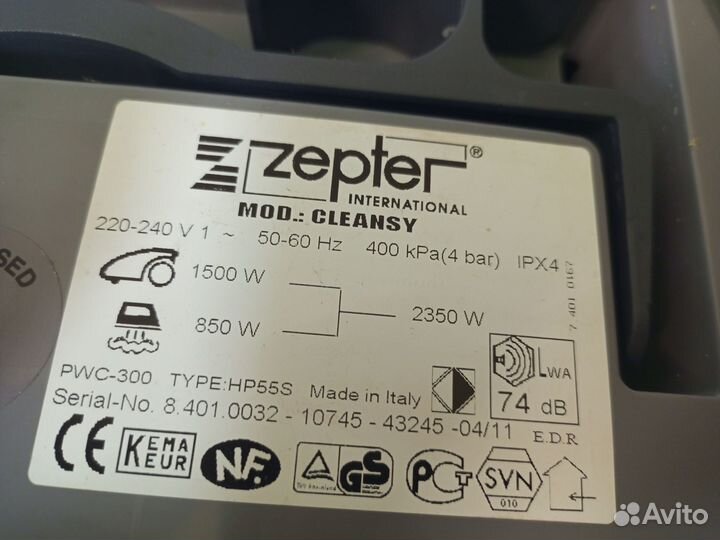 zepter®
INTERNATIONAL
MOD.: CLEANSY
220-240 V 1 ~ 50-60 Hz 400 kPa(4 bar) IPX4
1500 W
850 W
2350 W
7 401 0167
LWA
74 dB
PWC-300 TYPE:HP55S Made in Italy
Serial-No. 8.401.0032 - 10745 - 43245 -04/11 E.D.R
CE KEMA KEUR NF TÜV Rheinland GS PCT SVN 010
SED
Avito